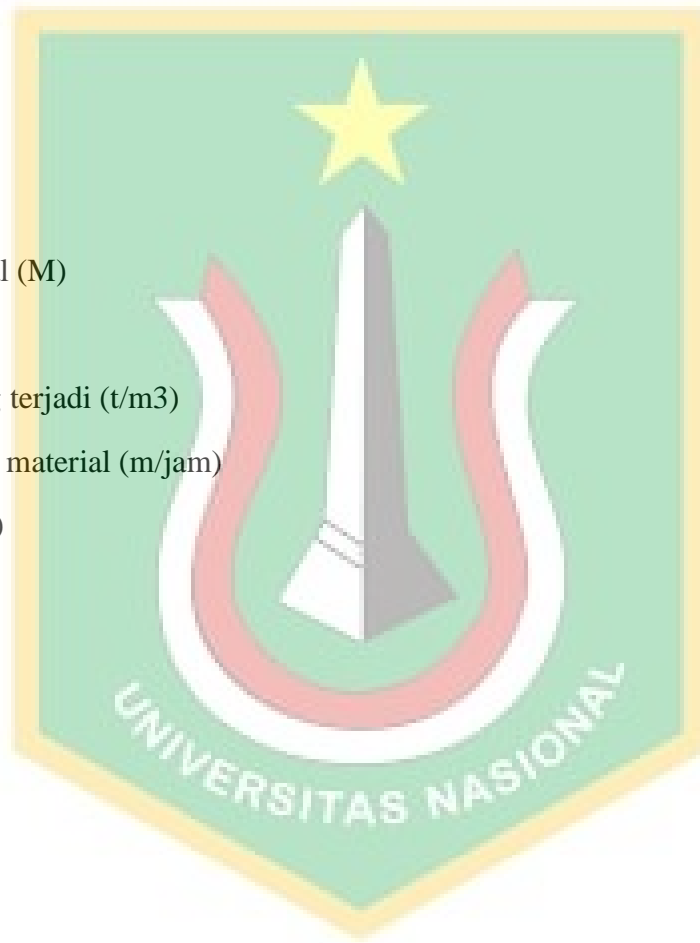 l (M)
terjadi (t/m3)
material (m/jam)
)
UNIVERSITAS NASIONAL